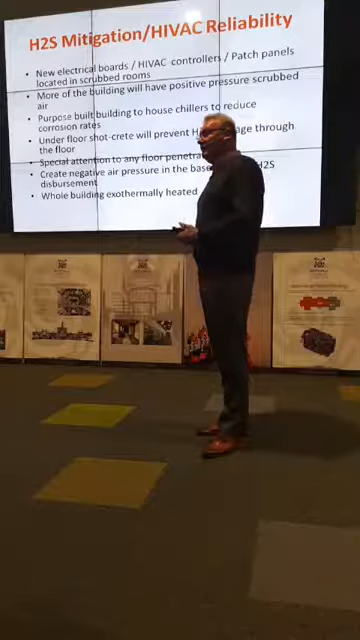 H2S Mitigation/HIVAC Reliability
• New electrical boards / HIVAC controllers / Patch panels
located in scrubbed rooms
• More of the building will have positive pressure scrubbed
air
• Purpose built building to house chillers to reduce
corrosion rates
• Under floor shot-crete will prevent through
the floor
• Special attention to any floor
• Create negative air pressure in the H2S
disbursement
• Whole building exothermally heated